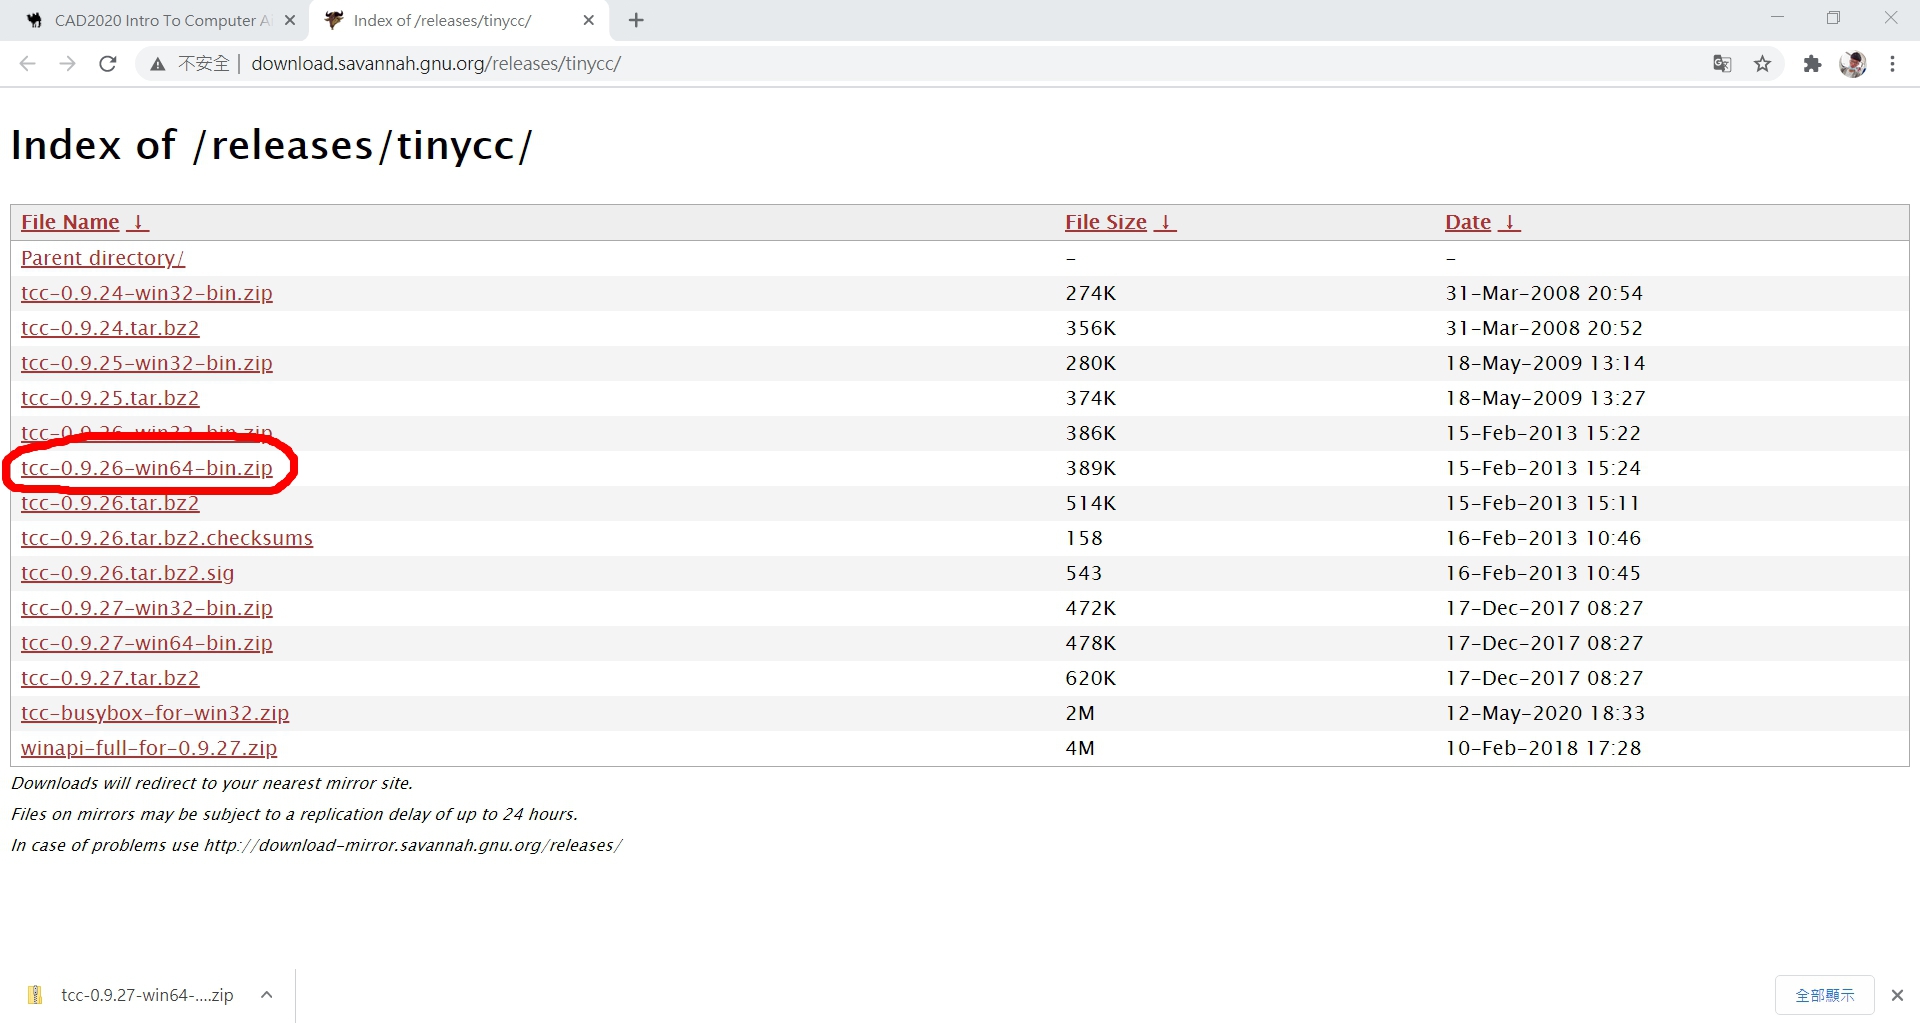 CAD2020 Intro To Computer Ai
Index of /releases/tinycc/
不安全 | download.savannah.gnu.org/releases/tinycc/
Index of /releases/tinycc/
File Name ↓ File Size ↓ Date ↓
Parent directory/ - -
tcc-0.9.24-win32-bin.zip 274K 31-Mar-2008 20:54
tcc-0.9.24.tar.bz2 356K 31-Mar-2008 20:52
tcc-0.9.25-win32-bin.zip 280K 18-May-2009 13:14
tcc-0.9.25.tar.bz2 374K 18-May-2009 13:27
tcc-0.9.26-win32-bin.zip 386K 15-Feb-2013 15:22
tcc-0.9.26-win64-bin.zip 389K 15-Feb-2013 15:24
tcc-0.9.26.tar.bz2 514K 15-Feb-2013 15:11
tcc-0.9.26.tar.bz2.checksums 158 16-Feb-2013 10:46
tcc-0.9.26.tar.bz2.sig 543 16-Feb-2013 10:45
tcc-0.9.27-win32-bin.zip 472K 17-Dec-2017 08:27
tcc-0.9.27-win64-bin.zip 478K 17-Dec-2017 08:27
tcc-0.9.27.tar.bz2 620K 17-Dec-2017 08:27
tcc-busybox-for-win32.zip 2M 12-May-2020 18:33
winapi-full-for-0.9.27.zip 4M 10-Feb-2018 17:28
Downloads will redirect to your nearest mirror site.
Files on mirrors may be subject to a replication delay of up to 24 hours.
In case of problems use http://download-mirror.savannah.gnu.org/releases/
tcc-0.9.27-win64-....zip
全部顯示